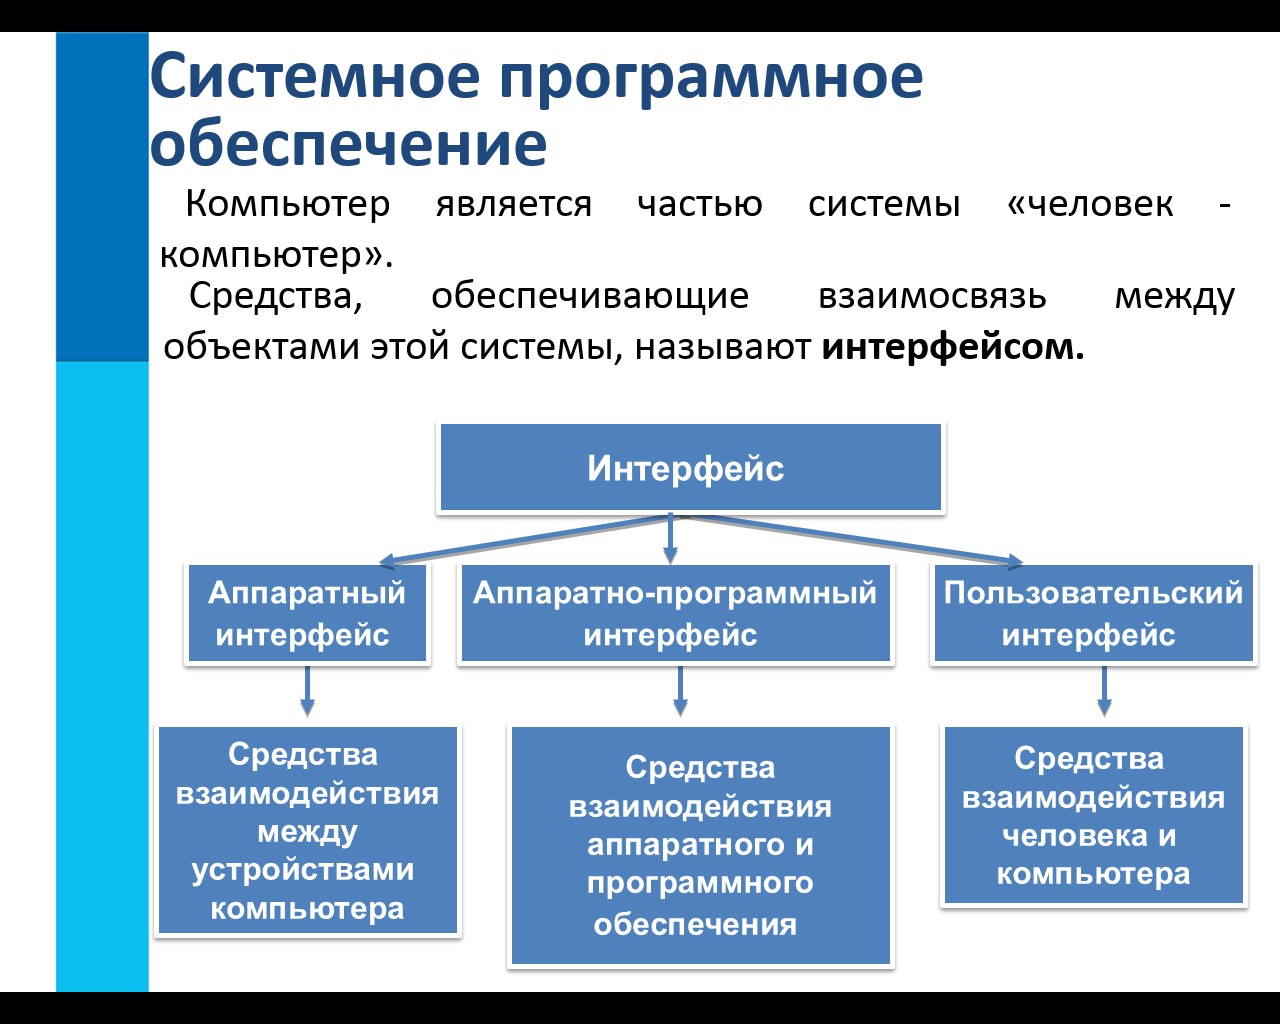 Системное программное
обеспечение
Компьютер является частью системы «человек -
компьютер».
Средства, обеспечивающие взаимосвязь между
объектами этой системы, называют интерфейсом.
Интерфейс
Аппаратный
интерфейс
Аппаратно-программный
интерфейс
Пользовательский
интерфейс
Средства
взаимодействия
между
устройствами
компьютера
Средства
взаимодействия
аппаратного и
программного
обеспечения
Средства
взаимодействия
человека и
компьютера